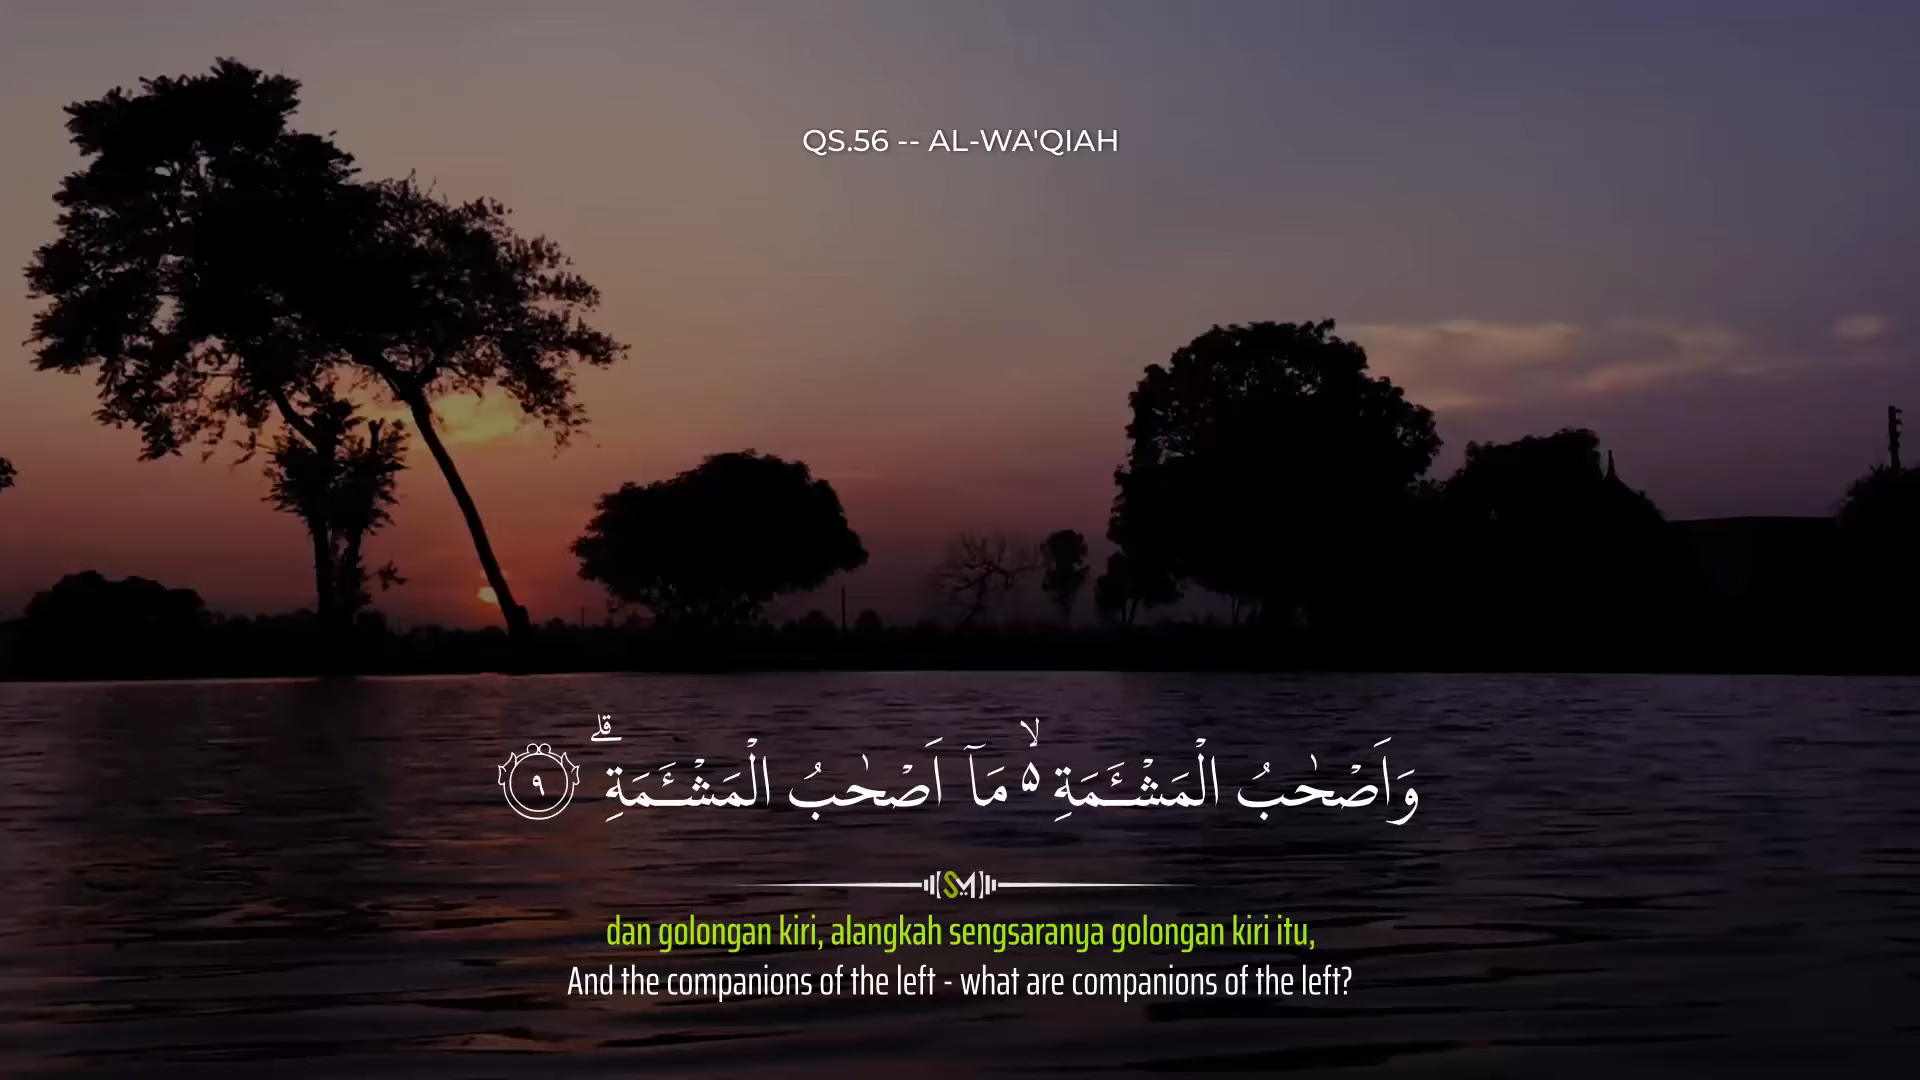 QS.56 -- AL-WA'QIAH
وَاَصْحٰبُ الْمَشْـَٔمَةِ ەۙ مَآ اَصْحٰبُ الْمَشْـَٔمَةِۗ ٩
SM
dan golongan kiri, alangkah sengsaranya golongan kiri itu,
And the companions of the left - what are companions of the left?